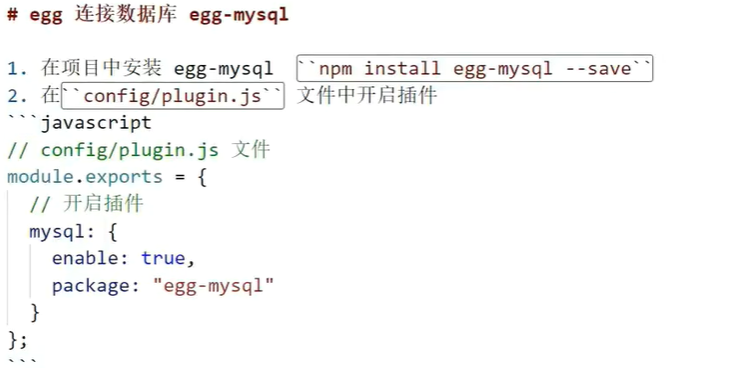 # egg 连接数据库 egg-mysql
1. 在项目中安装 egg-mysql ``npm install egg-mysql --save``
2. 在``config/plugin.js`` 文件中开启插件
```javascript
// config/plugin.js 文件
module.exports = {
  // 开启插件
  mysql: {
    enable: true,
    package: "egg-mysql"
  }
};
```